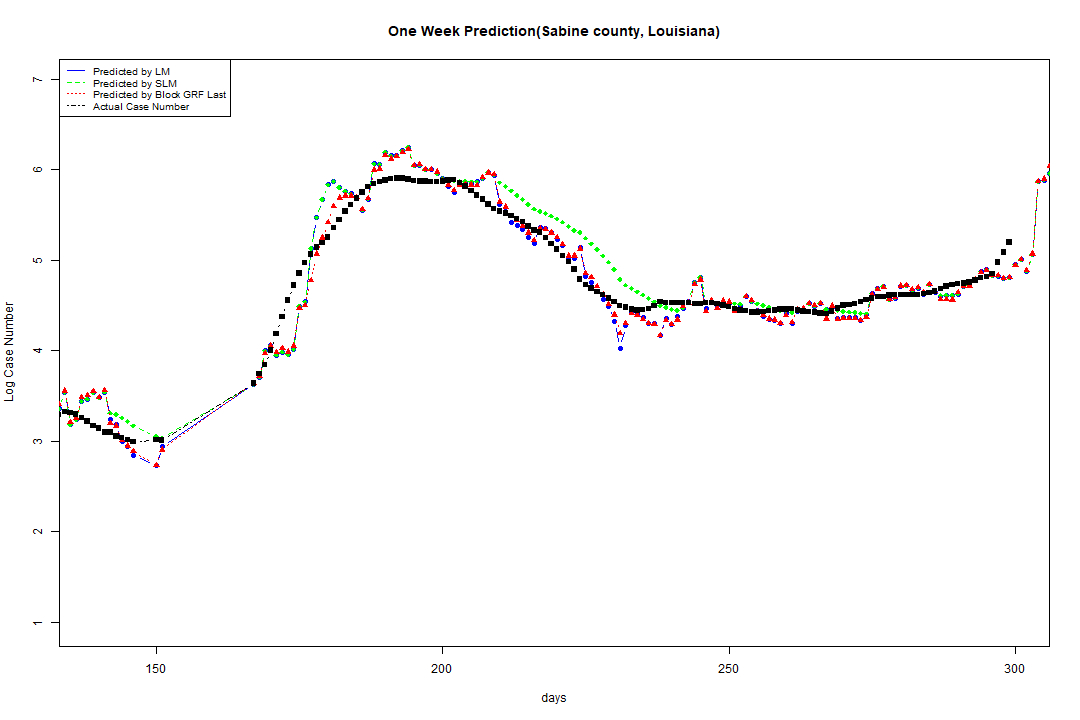 One Week Prediction(Sabine county, Louisiana)
Predicted by LM
Predicted by SLM
Predicted by Block GRF Last
Actual Case Number
7
6
5
4
3
2
1
Log Case Number
150
200
250
300
days